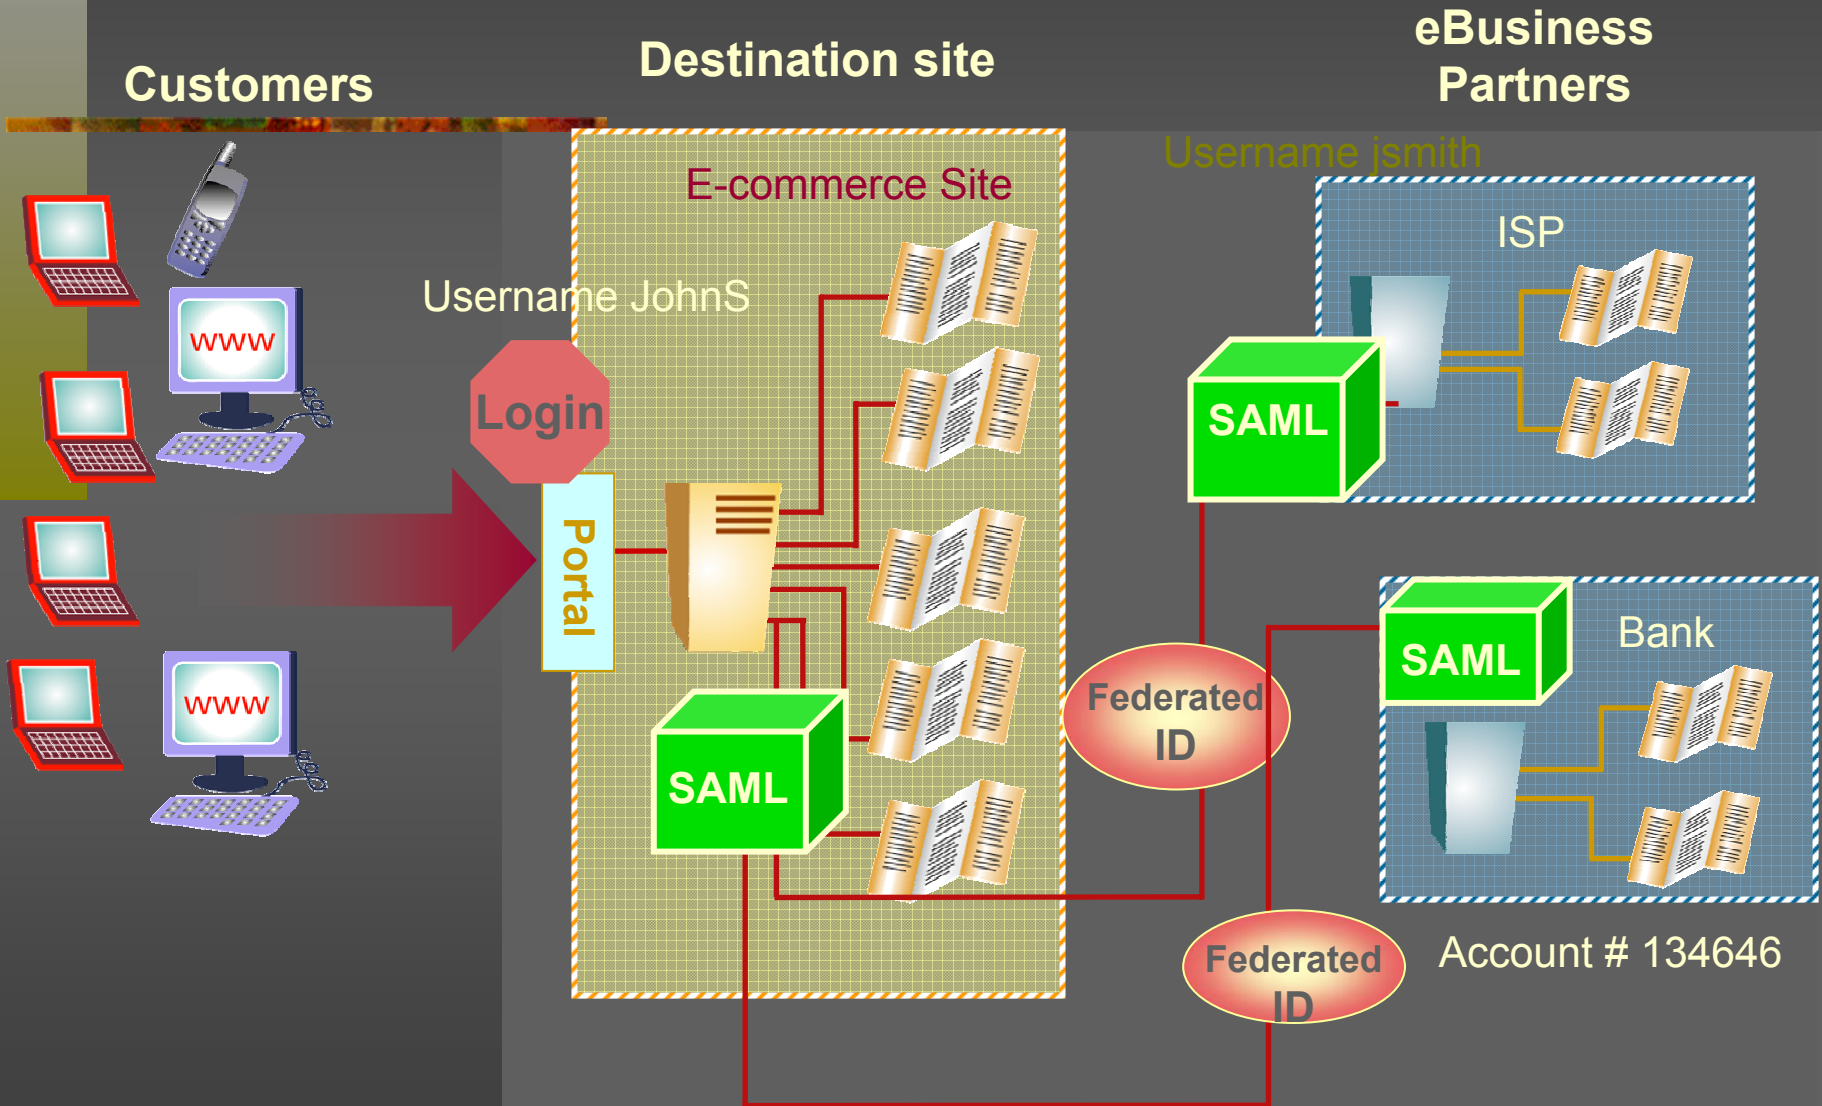 Customers
Destination site
eBusiness
Partners
E-commerce Site
Username jsmith
ISP
Username JohnS
www
Login
SAML
Portal
Federated
ID
SAML
Bank
www
SAML
Federated
ID
Account # 134646